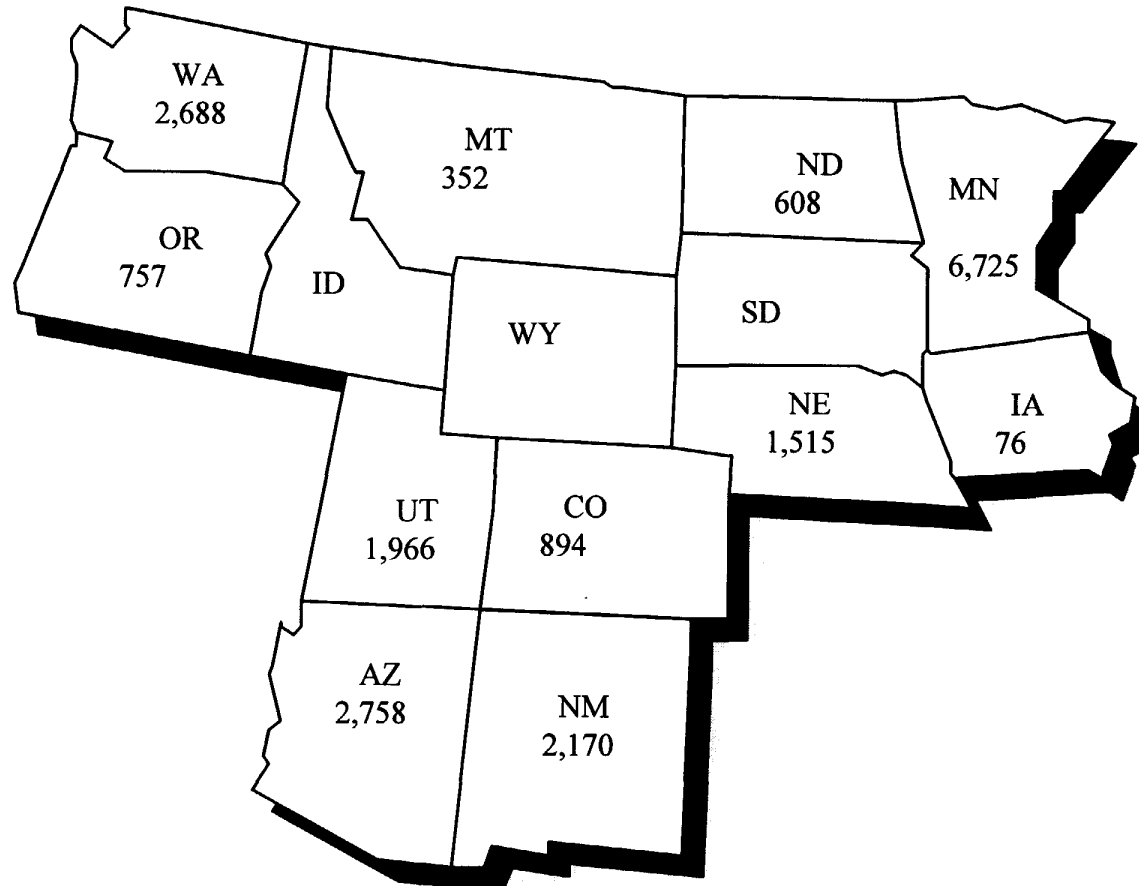 WA
2,688
MT
352
ND
608
MN
6,725
OR
757
ID
WY
SD
NE
1,515
IA
76
UT
1,966
CO
894
AZ
2,758
NM
2,170